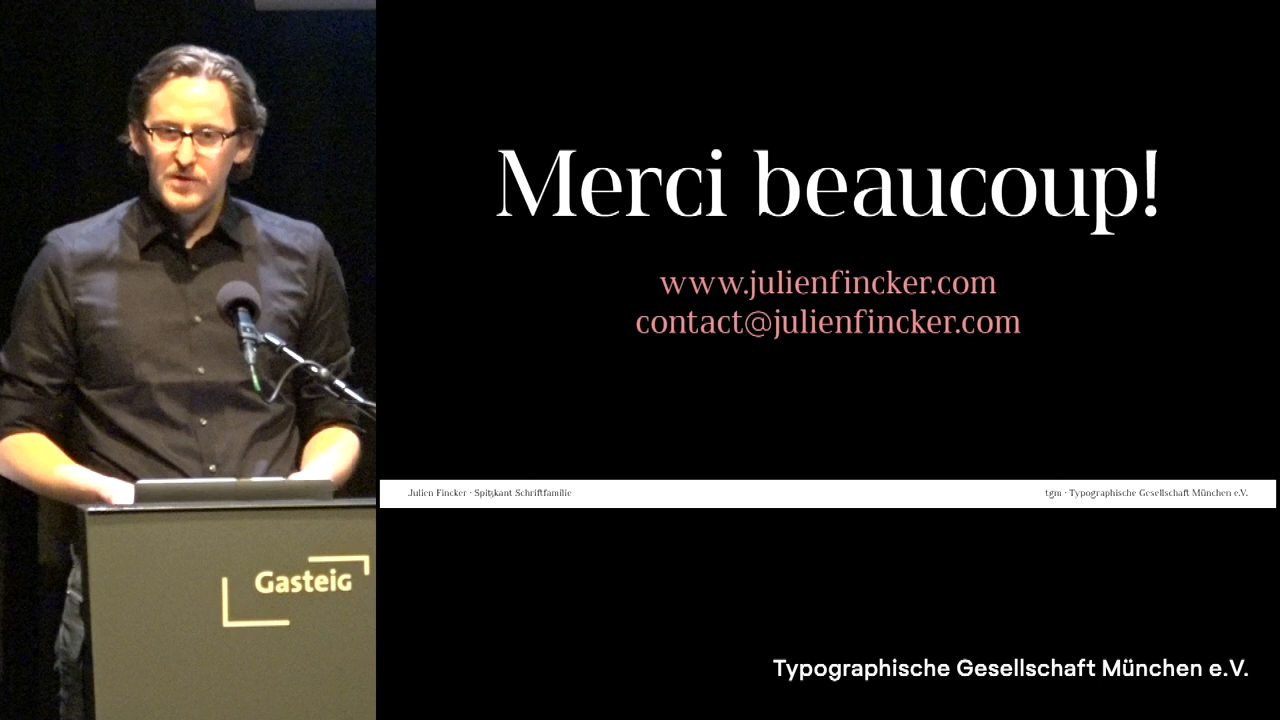 Merci beaucoup!
www.julienfincker.com
contact@julienfincker.com
Julien Fincker · Spitzkant Schriftfamilie
tgm · Typographische Gesellschaft München e.V.
Gasteig
Typographische Gesellschaft München e.V.